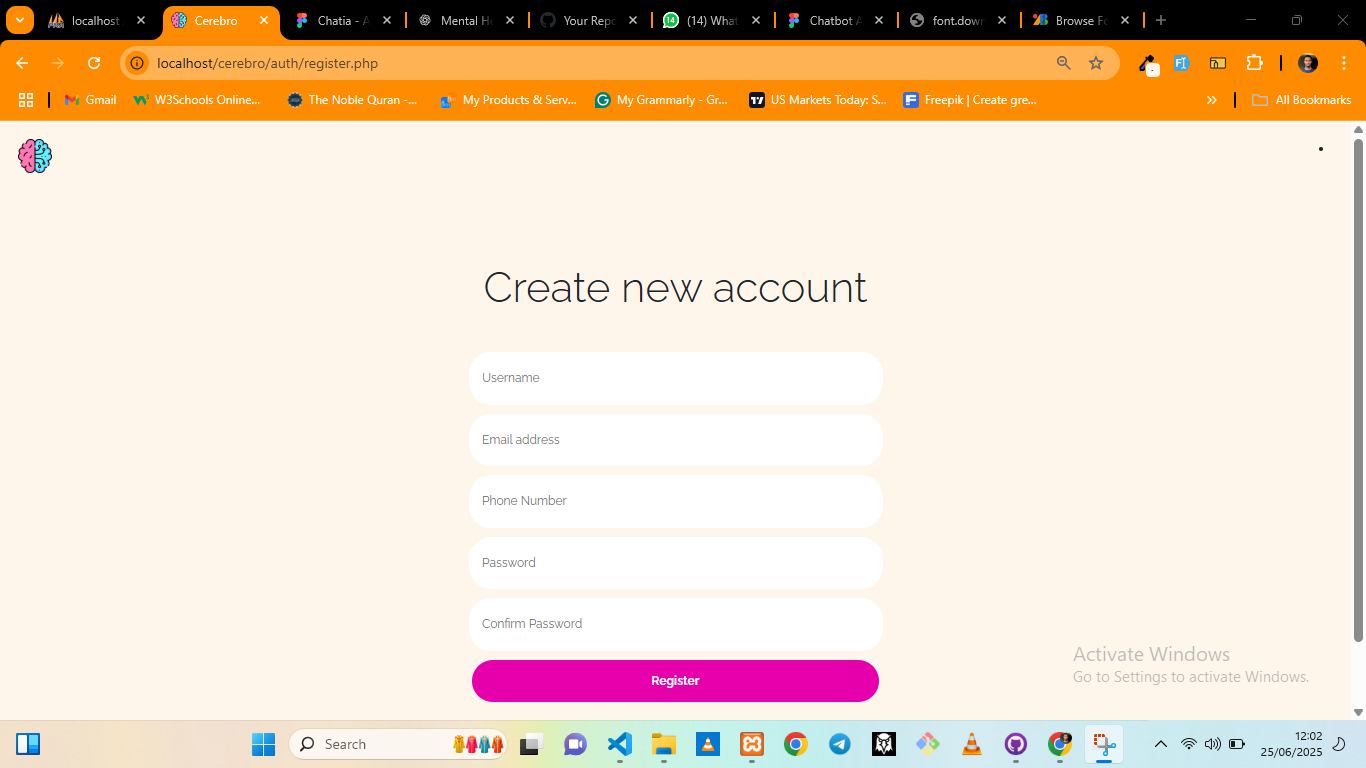 localhost
Cerebro
Chatia - A
Mental He
Your Repo
14
(14) What
Chatbot A
font.down
Browse Fo
localhost/cerebro/auth/register.php
Gmail
W3Schools Online...
The Noble Quran -...
My Products & Serv...
My Grammarly - Gr...
US Markets Today: S...
Freepik | Create gre...
All Bookmarks
Create new account
Username
Email address
Phone Number
Password
Confirm Password
Register
Activate Windows
Go to Settings to activate Windows.
Search
12:02
25/06/2025